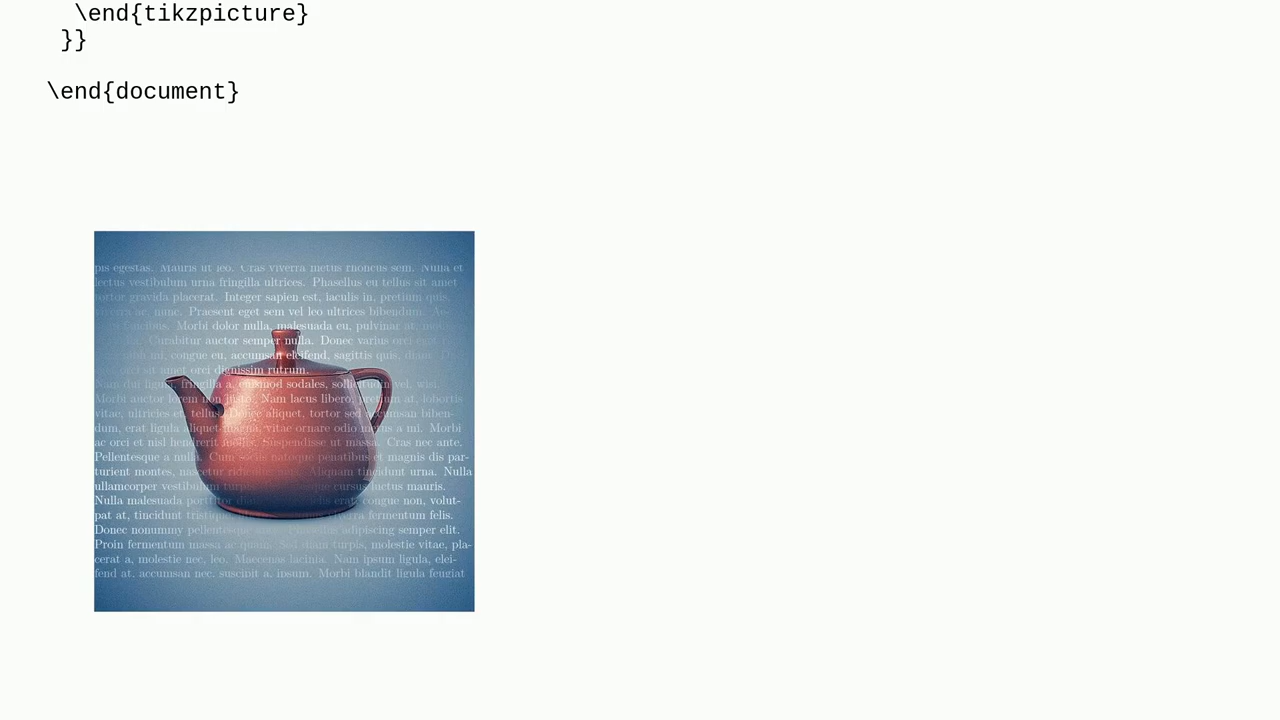 \end{tikzpicture}
}}
\end{document}
pis egestas. Mauris ut leo. Cras viverra metus rhoncus sem. Nulla et
lectus vestibulum urna fringilla ultrices. Phasellus eu tellus sit amet
tortor gravida placerat. Integer sapien est, iaculis in, pretium quis,
viverra ac, nunc. Praesent eget sem vel leo ultrices bibendum. Ae-
faucibus. Morbi dolor nulla, malesuada eu, pulvinar at,
Curabitur auctor semper nulla. Donec varius orci eget
mi, congue eu, accumsan eleifend, sagittis quis, diam.
orci sit amet orci dignissim rutrum.
Nam dui ligula, fringilla a, euismod sodales, sollicitudin vel, wisi.
Morbi auctor lorem non justo. Nam lacus libero, pretium at, lobortis
vitae, ultricies et, tellus. Donec aliquet, tortor sed accumsan biben-
dum, erat ligula aliquet magna, vitae ornare odio metus a mi. Morbi
ac orci et nisl hendrerit mollis. Suspendisse ut massa. Cras nec ante.
Pellentesque a nulla. Cum sociis natoque penatibus et magnis dis par-
turient montes, nascetur ridiculus mus. Aliquam tincidunt urna. Nulla
ullamcorper vestibulum turpis. Pellentesque cursus luctus mauris.
Nulla malesuada porttitor diam. felis erat, congue non, volut-
pat at, tincidunt tristique, viverra fermentum felis.
Donec nonummy pellentesque ante. Phasellus adipiscing semper elit.
Proin fermentum massa ac quam. Sed diam turpis, molestie vitae, pla-
cerat a, molestie nec, leo. Maecenas lacinia. Nam ipsum ligula, elei-
fend at, accumsan nec, suscipit a, ipsum. Morbi blandit ligula feugiat